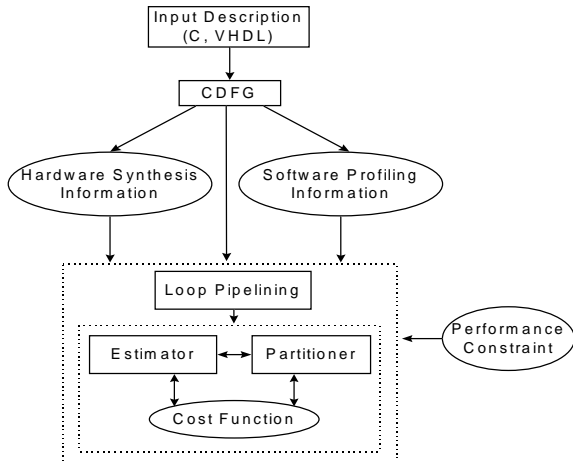 Input Description
(C, VHDL)
CDFG
Hardware Synthesis
Information
Software Profiling
Information
Loop Pipelining
Performance
Constraint
Estimator
Partitioner
Cost Function